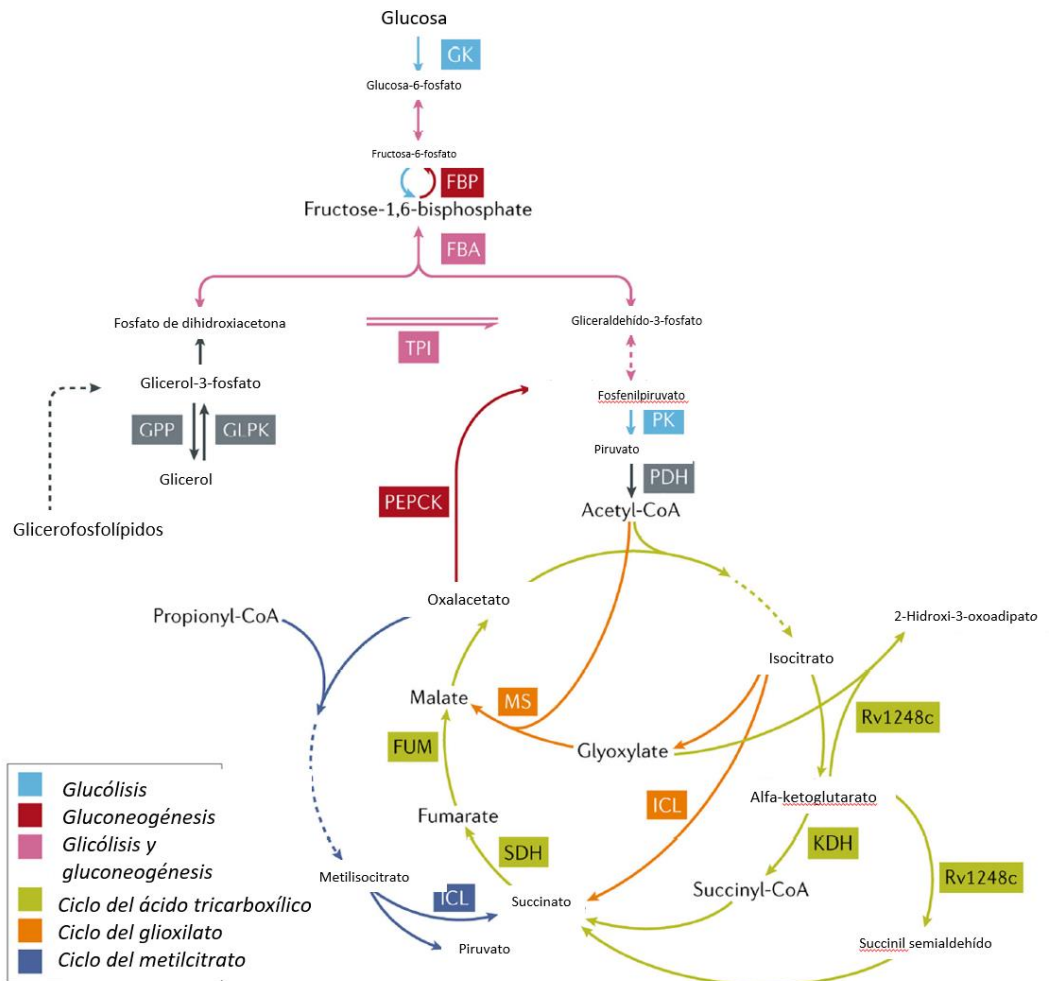 Glucosa
GK
Glucosa-6-fosfato
Fructosa-6-fosfato
FBP
Fructose-1,6-bisphosphate
FBA
Fosfato de dihidroxiacetona
TPI
Gliceraldehído-3-fosfato
Glicerol-3-fosfato
Fosfenilpiruvato
GPP
GLPK
PK
Piruvato
Glicerol
PDH
PEPCK
Acetyl-CoA
Glicerofosfolípidos
Oxalacetato
Propionyl-CoA
2-Hidroxi-3-oxoadipato
Isocitrato
Malate
MS
Rv1248c
FUM
Glyoxylate
Alfa-ketoglutarato
ICL
Fumarate
KDH
SDH
Metilisocitrato
Rv1248c
Succinyl-CoA
ICL
Succinato
Piruvato
Succinil semialdehído
Glucólisis
Gluconeogénesis
Glicólisis y
gluconeogénesis
Ciclo del ácido tricarboxílico
Ciclo del glioxilato
Ciclo del metilcitrato